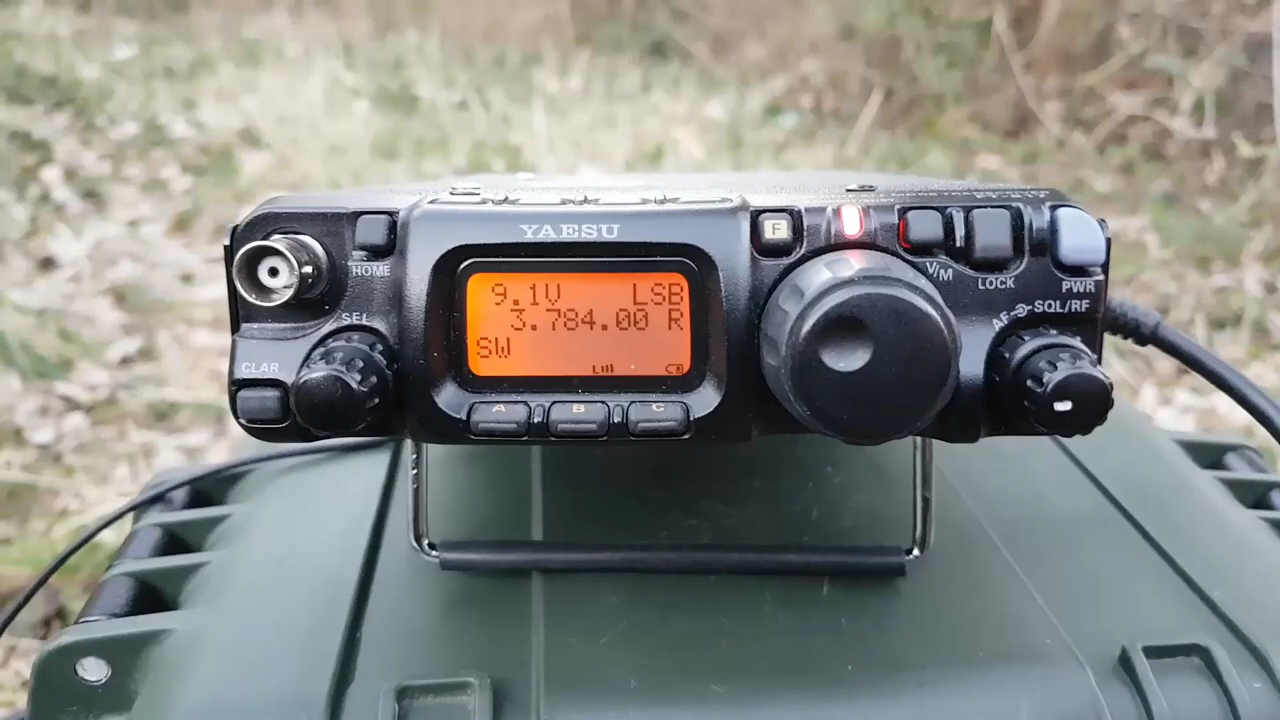 YAESU
F
HOME
V/M
LOCK
PWR
SEL
AF SQL/RF
CLAR
9.1V LSB
3.784.00 R
SW
A B C